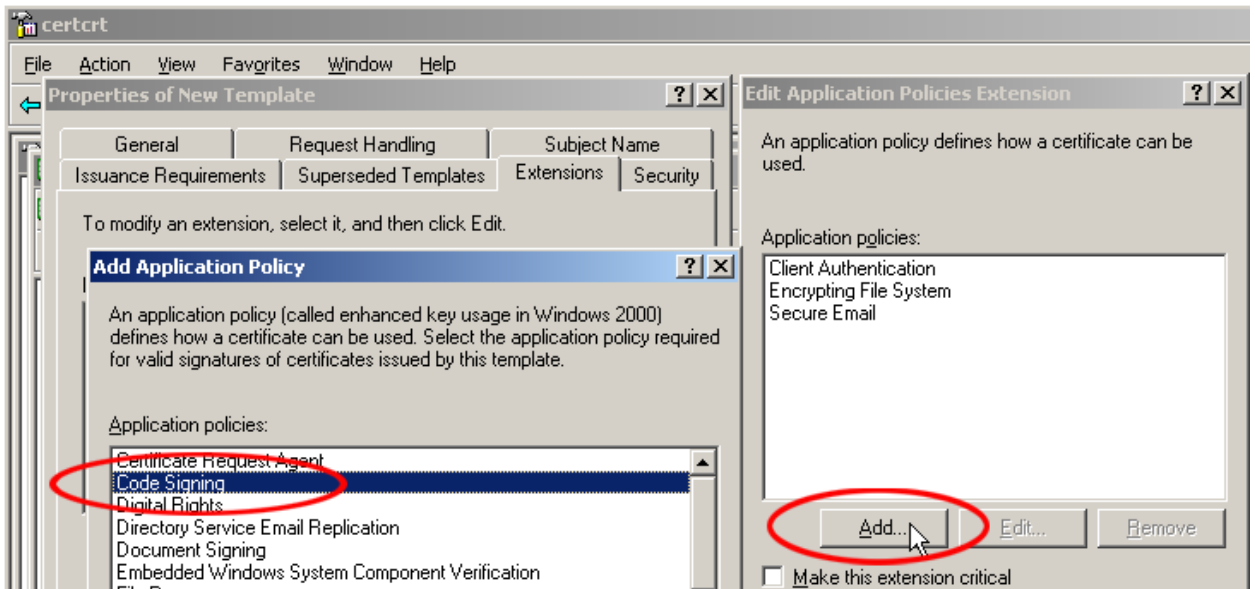 certcrt
File Action View Favorites Window Help
Properties of New Template
General Request Handling Subject Name
Issuance Requirements Superseded Templates Extensions Security
To modify an extension, select it, and then click Edit.
Add Application Policy
An application policy (called enhanced key usage in Windows 2000)
defines how a certificate can be used. Select the application policy required
for valid signatures of certificates issued by this template.
Application policies:
Certificate Request Agent
Code Signing
Digital Rights
Directory Service Email Replication
Document Signing
Embedded Windows System Component Verification
Edit Application Policies Extension
An application policy defines how a certificate can be
used.
Application policies:
Client Authentication
Encrypting File System
Secure Email
Add... Edit... Remove
Make this extension critical